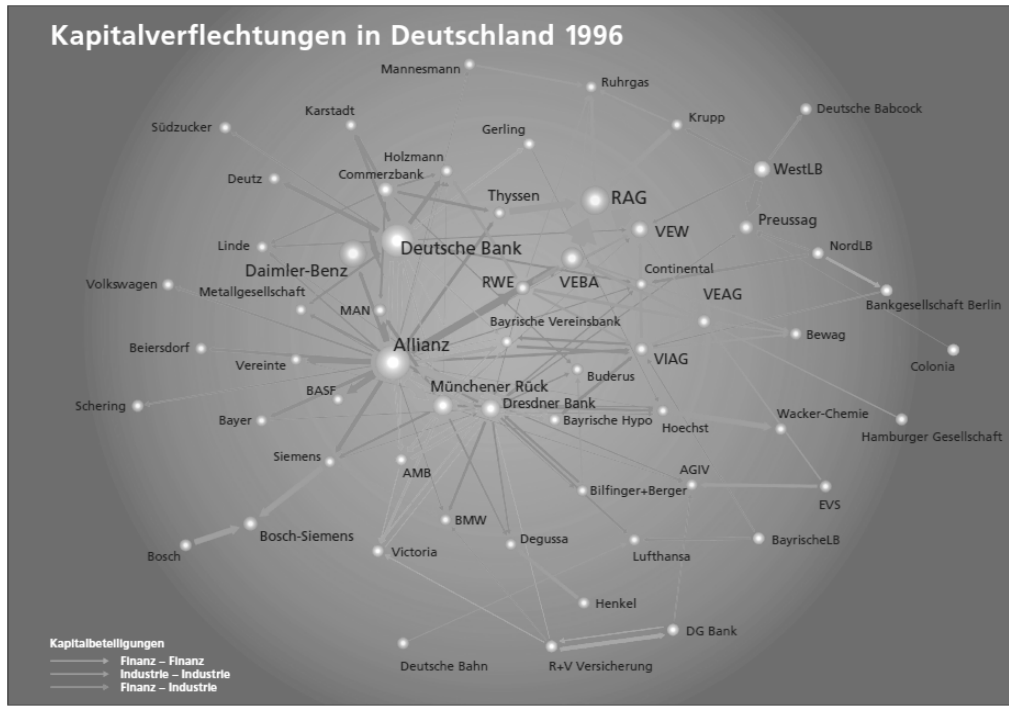 Kapitalverflechtungen in Deutschland 1996
Mannesmann
Ruhrgas
Karstadt
Krupp
Deutsche Babcock
Südzucker
Gerling
Holzmann
Commerzbank
WestLB
Deutz
Thyssen
RAG
Preussag
Linde
Deutsche Bank
VEW
NordLB
Daimler-Benz
Continental
Volkswagen
Metallgesellschaft
RWE
VEBA
VEAG
Bankgesellschaft Berlin
MAN
Bayrische Vereinsbank
Bewag
Beiersdorf
Allianz
Vereinte
VIAG
Colonia
Buderus
BASF
Münchener Rück
Schering
Dresdner Bank
Bayer
Bayrische Hypo
Hoechst
Wacker-Chemie
Hamburger Gesellschaft
Siemens
AMB
AGIV
Bilfinger+Berger
EVS
BMW
Bosch-Siemens
Degussa
Bosch
Victoria
Lufthansa
BayrischeLB
Henkel
DG Bank
Deutsche Bahn
R+V Versicherung
Kapitalbeteiligungen
Finanz – Finanz
Industrie – Industrie
Finanz – Industrie